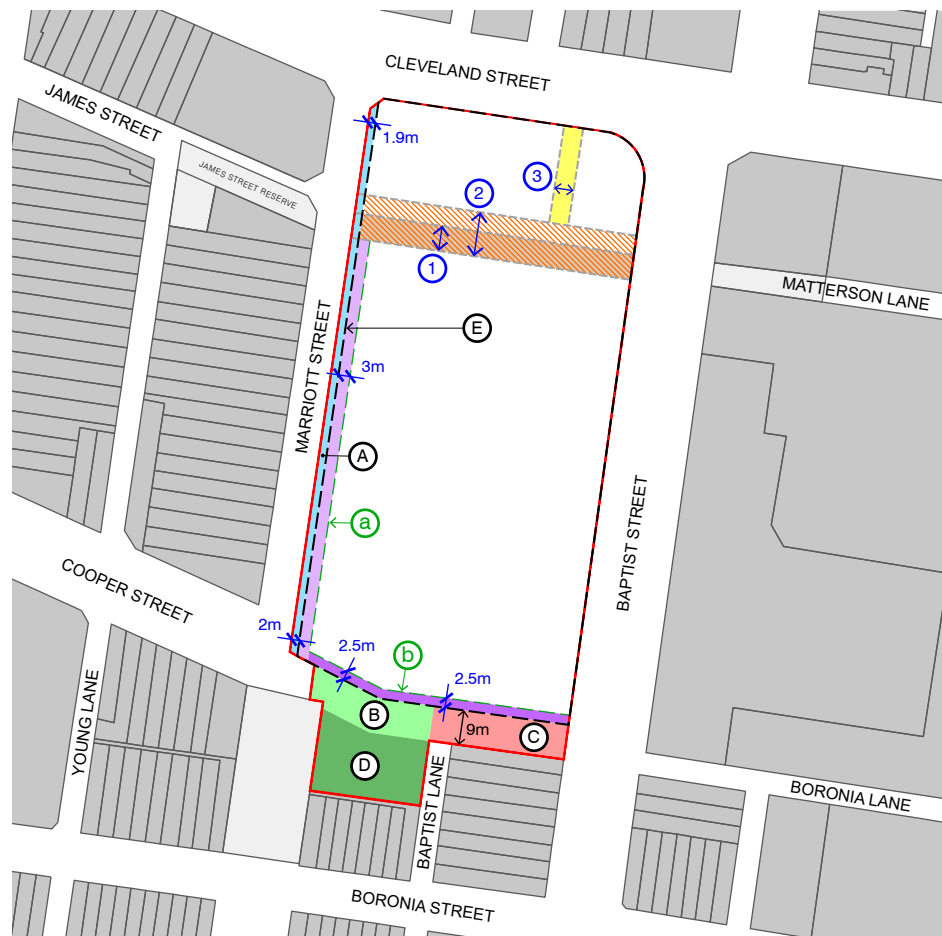 CLEVELAND STREET
JAMES STREET
1.9m
JAMES STREET RESERVE
3
2
1
MATTERSON LANE
E
MARRIOTT STREET
3m
A
a
BAPTIST STREET
COOPER STREET
2m
2.5m
b
2.5m
YOUNG LANE
B
9m
C
D
BAPTIST LANE
BORONIA LANE
BORONIA STREET